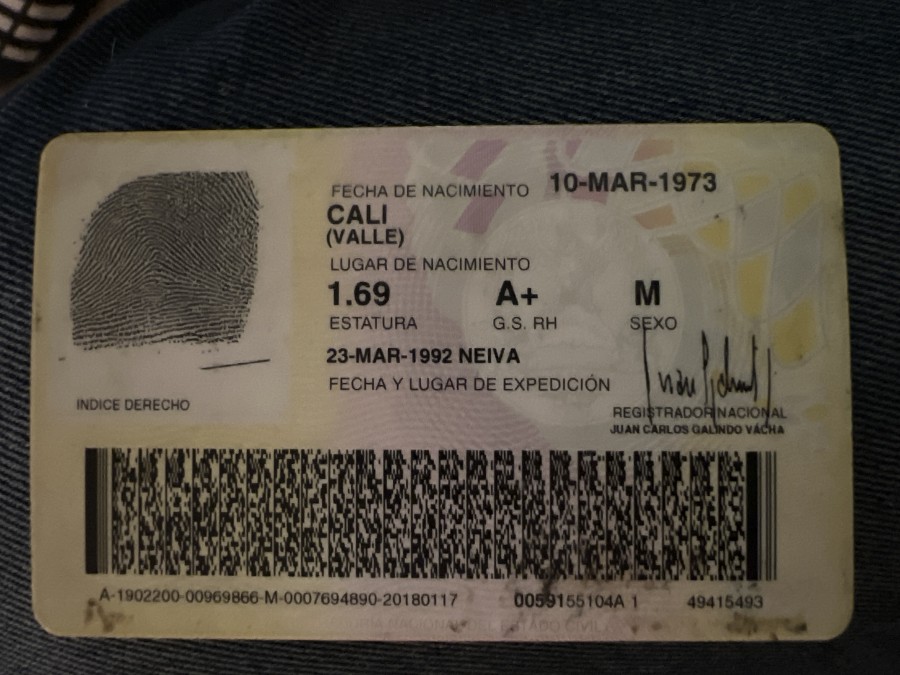 FECHA DE NACIMIENTO 10-MAR-1973
CALI
(VALLE)
LUGAR DE NACIMIENTO
1.69 A+ M
ESTATURA G.S. RH SEXO
23-MAR-1992 NEIVA
FECHA Y LUGAR DE EXPEDICIÓN
INDICE DERECHO
REGISTRADOR NACIONAL
JUAN CARLOS GALINDO VACHA
A-1902200-00969866-M-0007694890-20180117 0059155104A 1 49415493